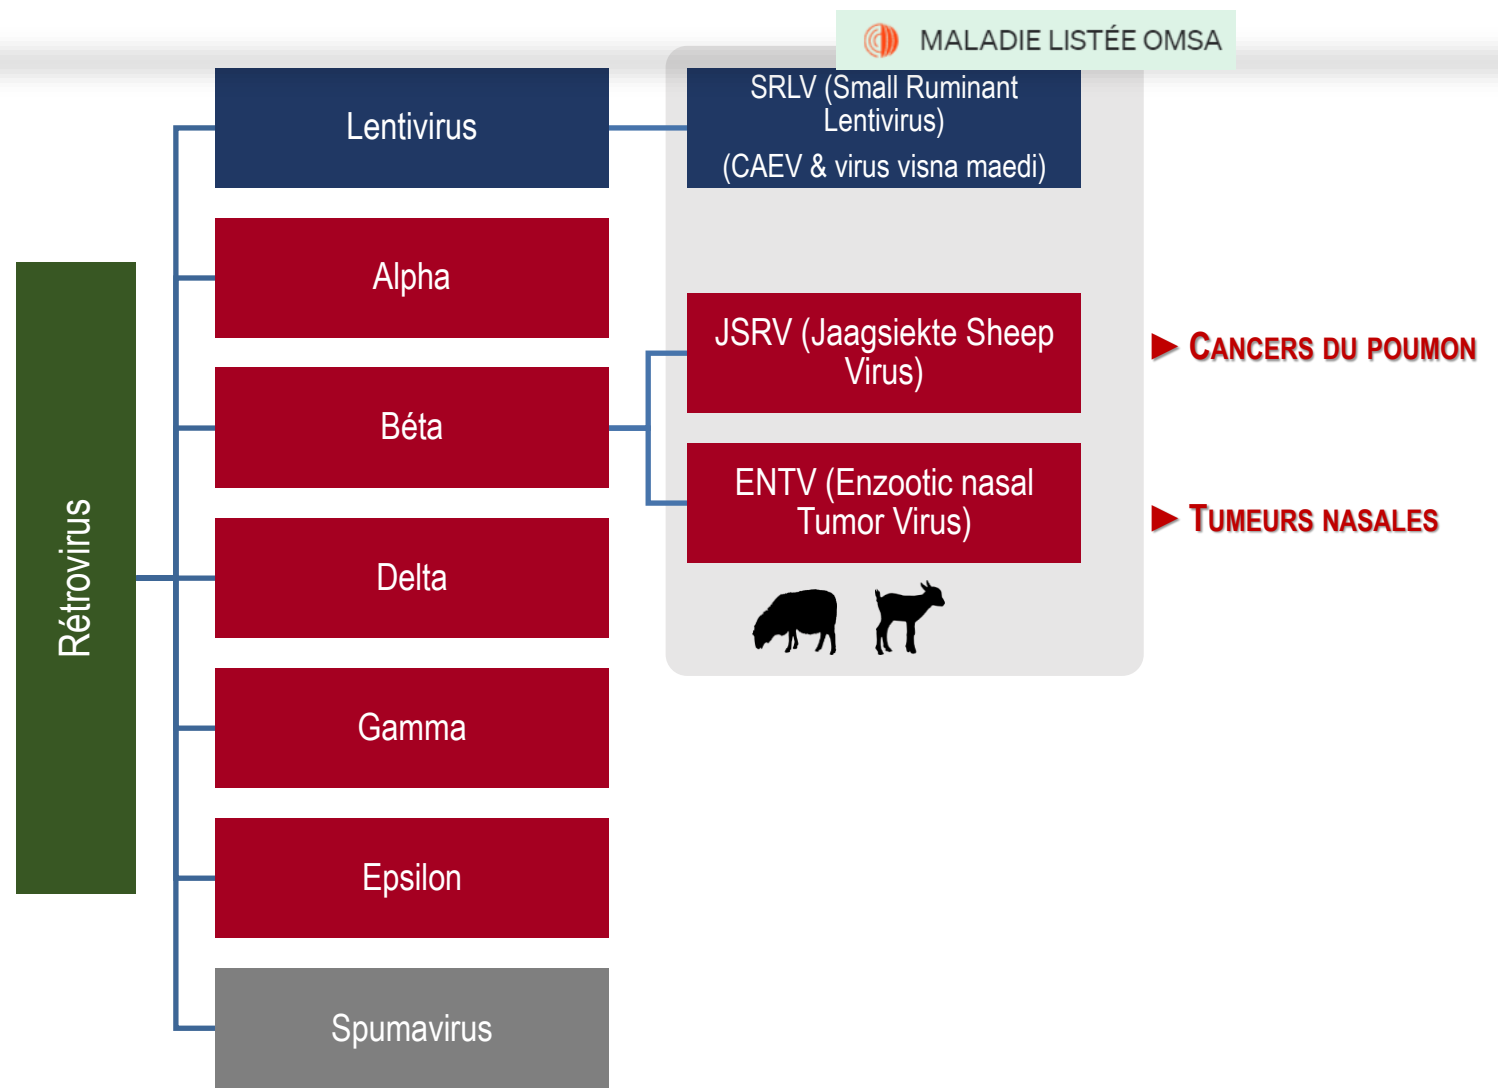 MALADIE LISTÉE OMSA
Lentivirus
SRLV (Small Ruminant
Lentivirus)
(CAEV & virus visna maedi)
Alpha
JSRV (Jaagsiekte Sheep
Virus)
► CANCERS DU POUMON
Béta
ENTV (Enzootic nasal
Tumor Virus)
► TUMEURS NASALES
Rétrovirus
Delta
Gamma
Epsilon
Spumavirus